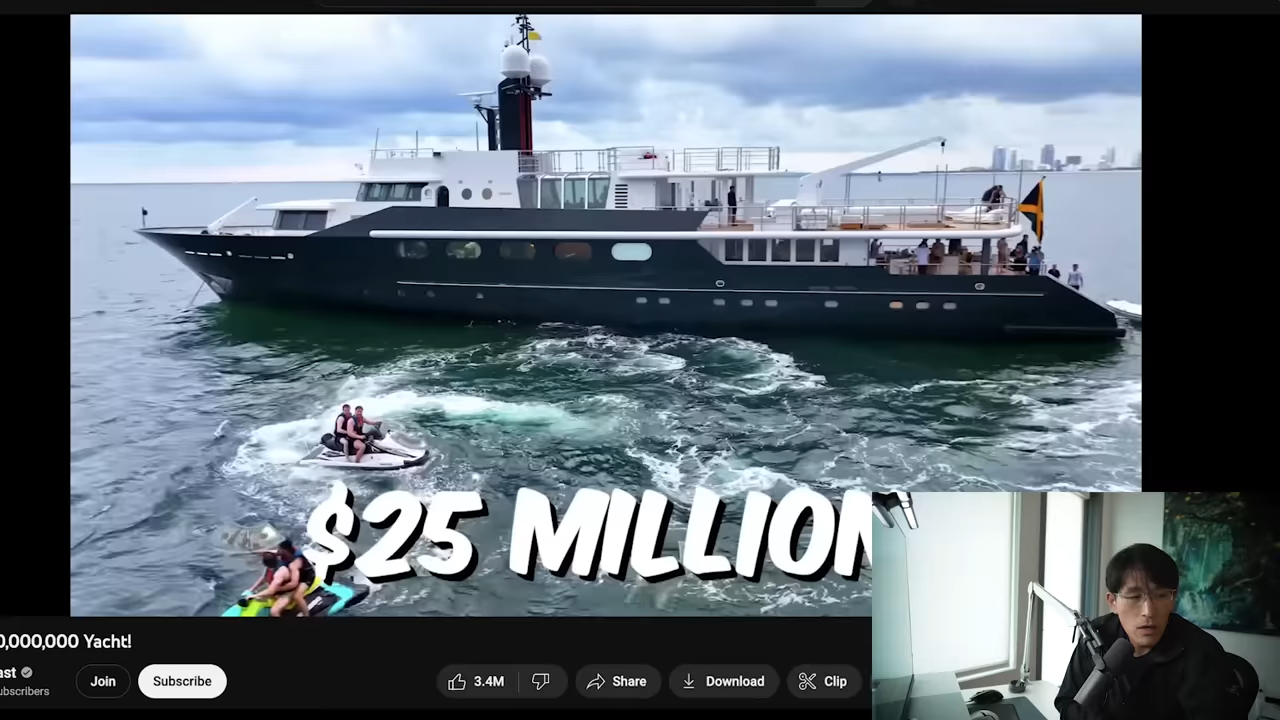 $25 MILLION
0,000,000 Yacht!
ast
Join
Subscribe
3.4M
Share
Download
Clip
ubscribers